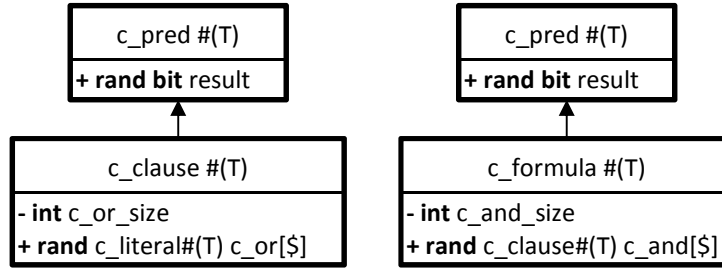 c_pred #(T)
+ rand bit result
c_clause #(T)
- int c_or_size
+ rand c_literal#(T) c_or[$]
c_pred #(T)
+ rand bit result
c_formula #(T)
- int c_and_size
+ rand c_clause#(T) c_and[$]